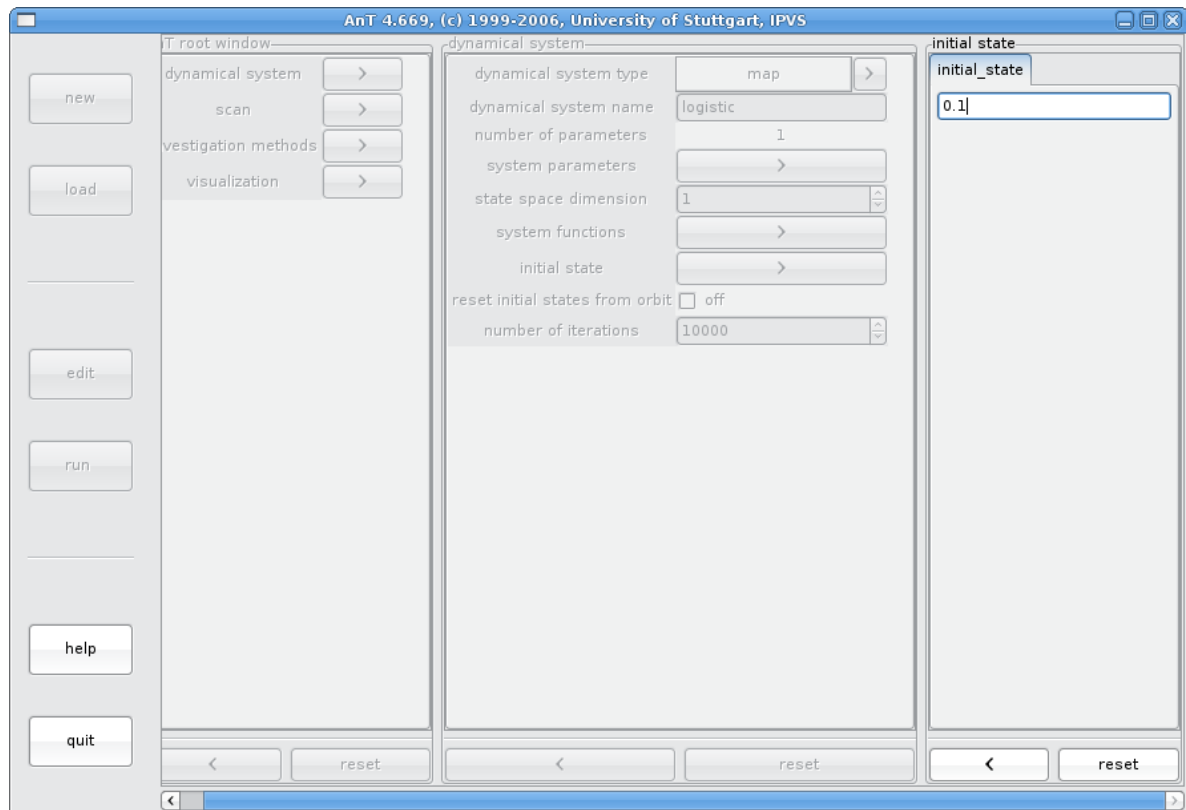 AnT 4.669, (c) 1999-2006, University of Stuttgart, IPVS
new
load
edit
run
help
quit
T root window
dynamical system >
scan >
vestigation methods >
visualization >
< reset
dynamical system
dynamical system type map >
dynamical system name logistic
number of parameters 1
system parameters >
state space dimension 1
system functions >
initial state >
reset initial states from orbit off
number of iterations 10000
< reset
initial state
initial_state
0.1
< reset